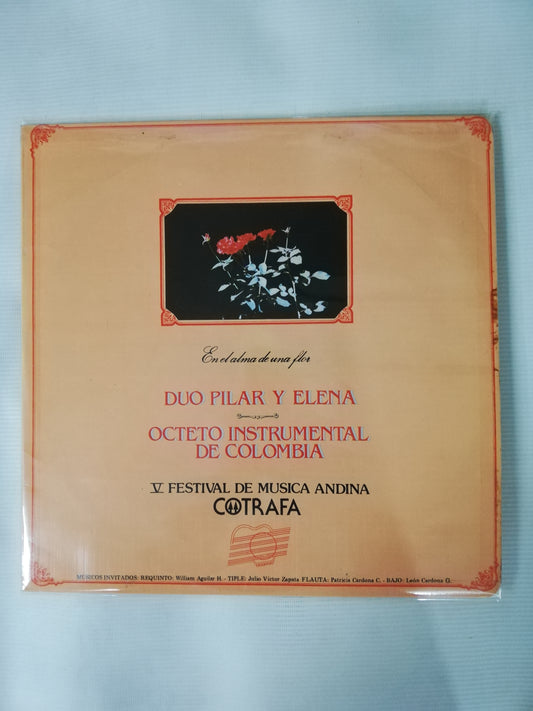 En el alma de una flor
DUO PILAR Y ELENA
OCTETO INSTRUMENTAL
DE COLOMBIA
V FESTIVAL DE MUSICA ANDINA
COTRAFA
MUSICOS INVITADOS: REQUINTO: William Aguilar H. - TIPLE: Julio Víctor Zapata FLAUTA: Patricia Cardona C. - BAJO: León Cardona G.